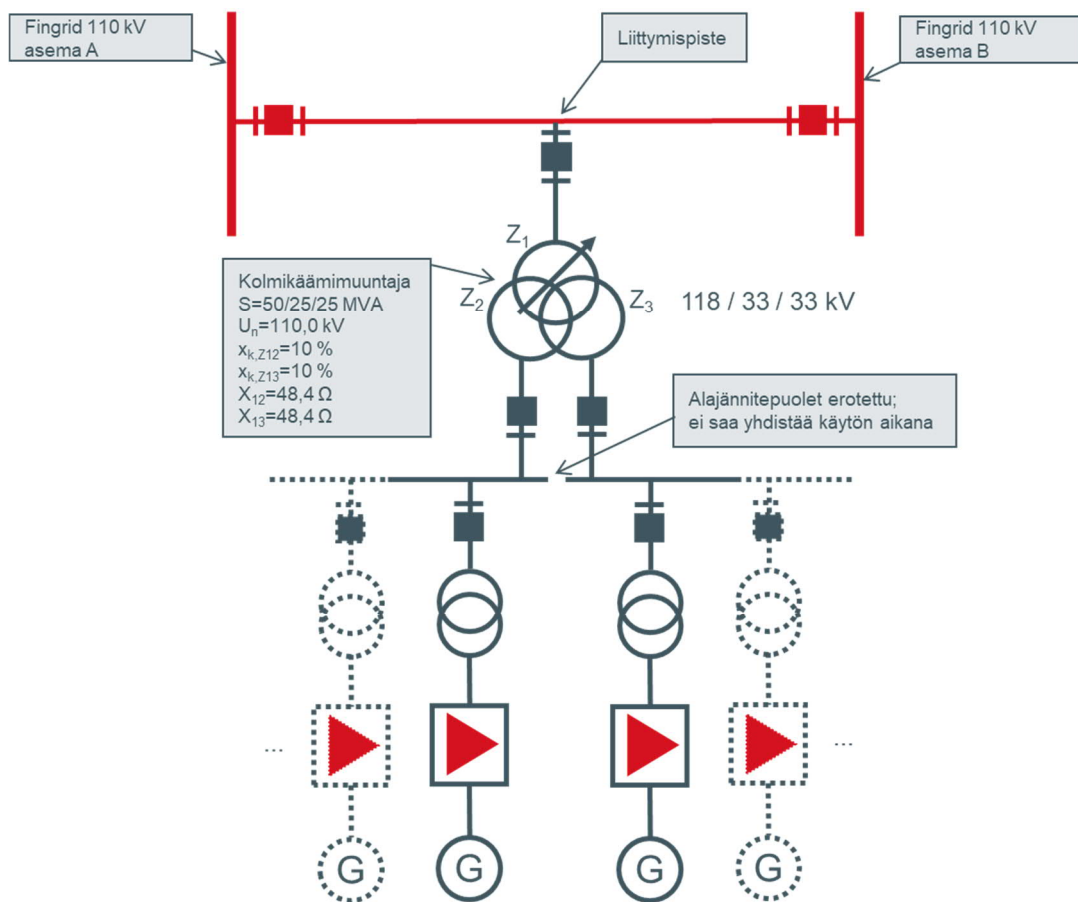 Fingrid 110 kV
asema A
Liittymispiste
Fingrid 110 kV
asema B
Z1
Kolmikäämimuuntaja
S=50/25/25 MVA
Un=110,0 kV
xk,Z12=10 %
xk,Z13=10 %
X12=48,4 Ω
X13=48,4 Ω
Z2
Z3
118 / 33 / 33 kV
Alajännitepuolet erotettu;
ei saa yhdistää käytön aikana
...
...
G
G
G
G